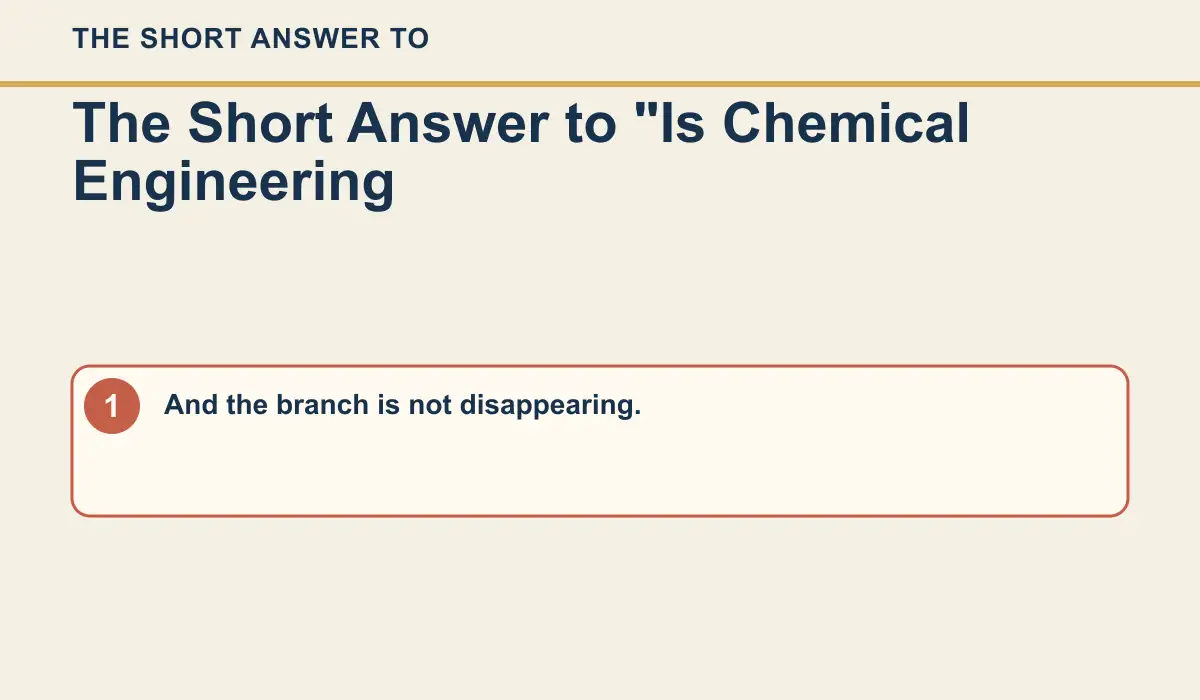 THE SHORT ANSWER TO
The Short Answer to "Is Chemical
Engineering
1
And the branch is not disappearing.